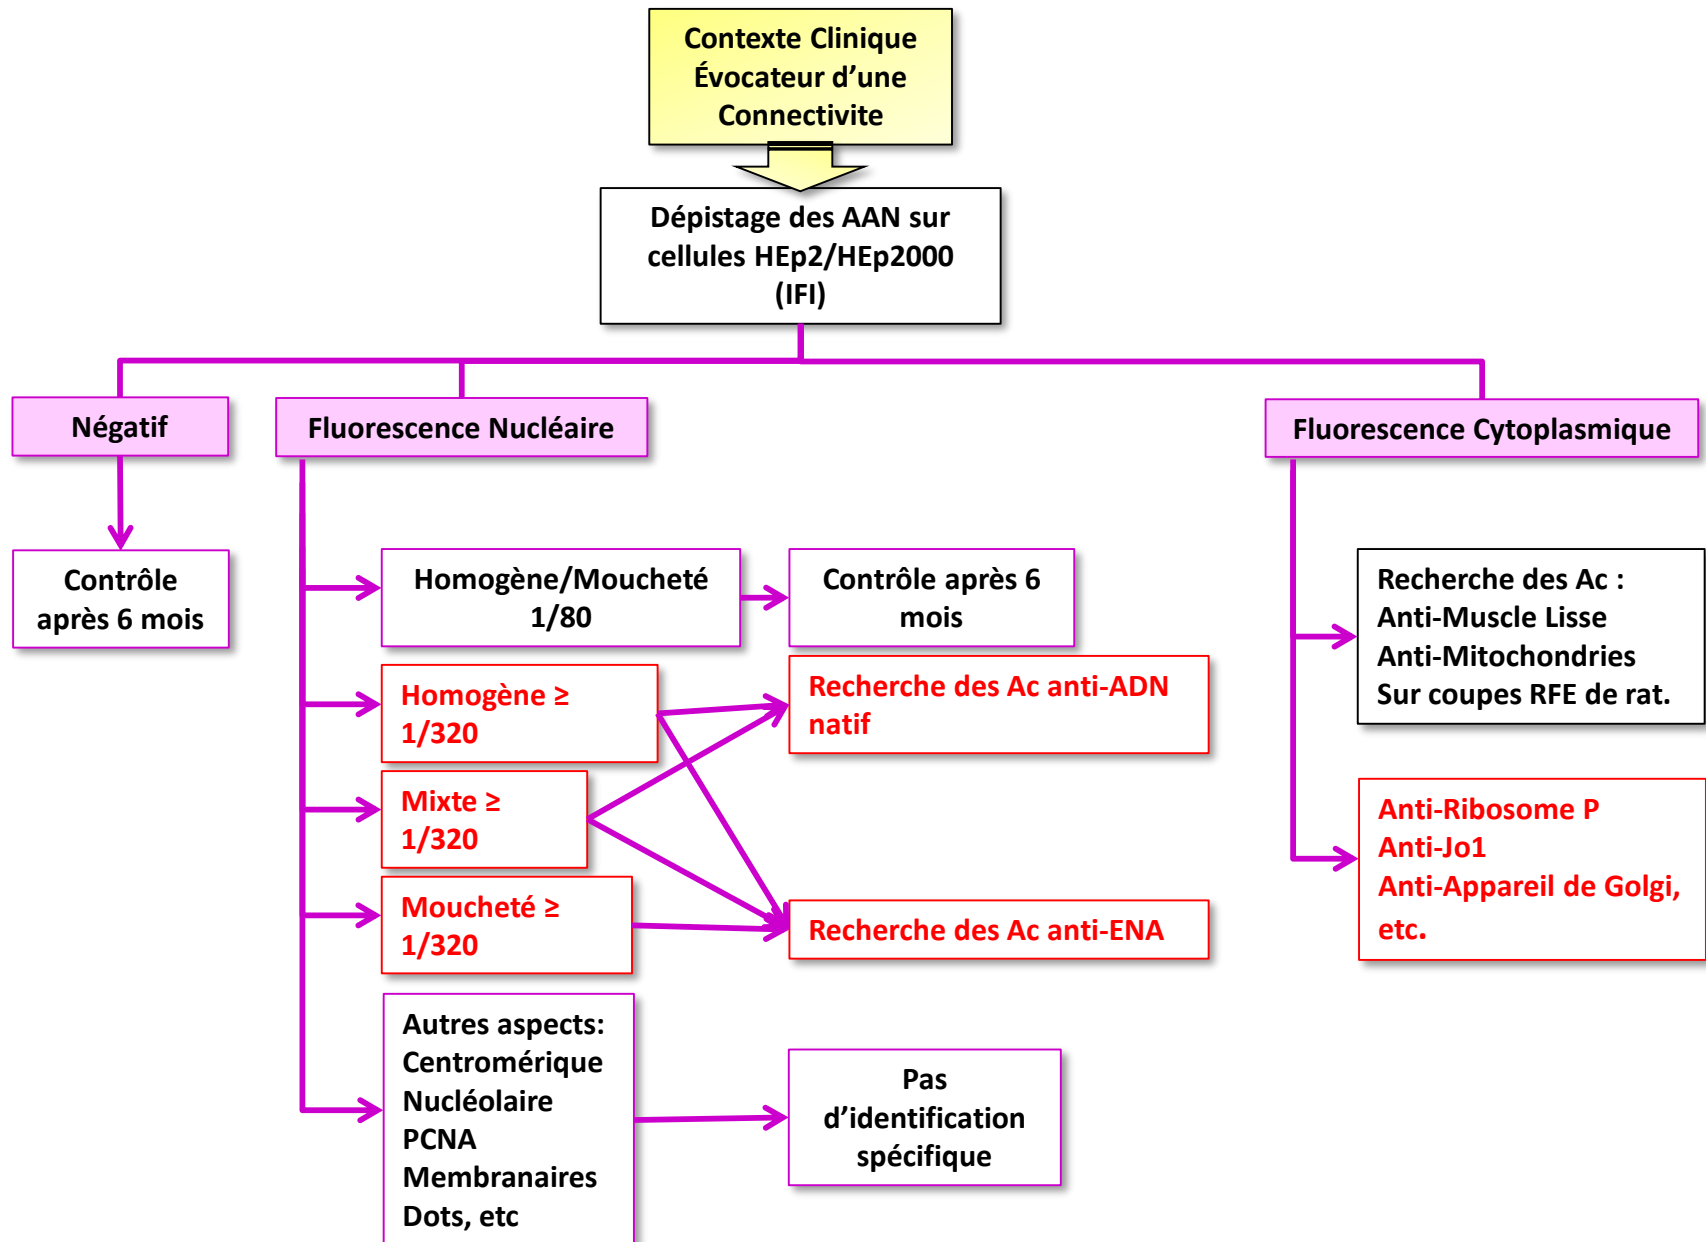 Contexte Clinique
Évocateur d’une
Connectivite
Dépistage des AAN sur
cellules HEp2/HEp2000
(IFI)
Négatif
Fluorescence Nucléaire
Fluorescence Cytoplasmique
Contrôle
après 6 mois
Homogène/Moucheté
1/80
Contrôle après 6
mois
Homogène ≥
1/320
Recherche des Ac anti-ADN
natif
Mixte ≥
1/320
Moucheté ≥
1/320
Recherche des Ac anti-ENA
Autres aspects:
Centromérique
Nucléolaire
PCNA
Membranaires
Dots, etc
Pas
d’identification
spécifique
Recherche des Ac :
Anti-Muscle Lisse
Anti-Mitochondries
Sur coupes RFE de rat.
Anti-Ribosome P
Anti-Jo1
Anti-Appareil de Golgi,
etc.